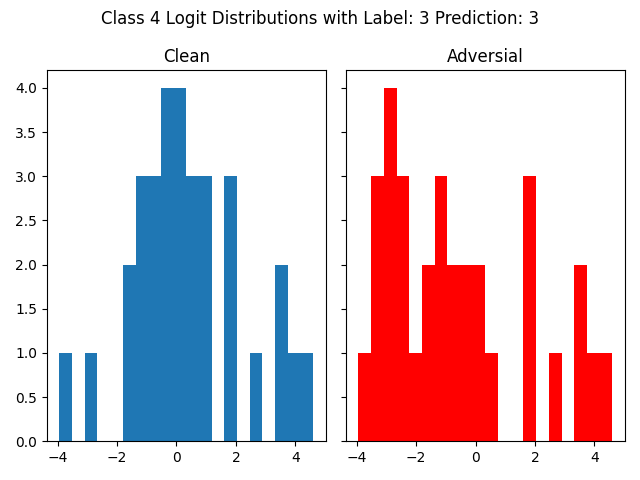 Class 4 Logit Distributions with Label: 3 Prediction: 3
Clean
Adversial
4.0
3.5
3.0
2.5
2.0
1.5
1.0
0.5
0.0
−4 −2 0 2 4
−4 −2 0 2 4